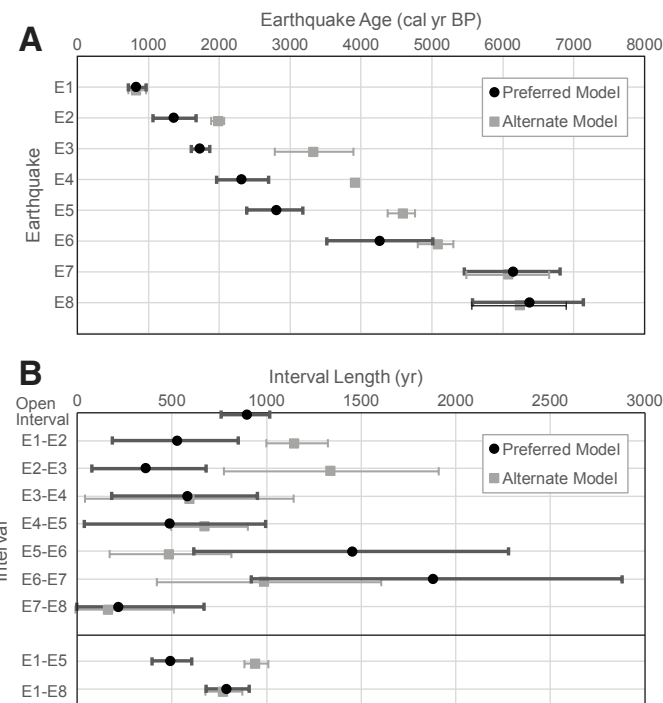 A
Earthquake Age (cal yr BP)
0 1000 2000 3000 4000 5000 6000 7000 8000
Earthquake
E1
E2
E3
E4
E5
E6
E7
E8
Preferred Model
Alternate Model
B
Interval Length (yr)
0 500 1000 1500 2000 2500 3000
Interval
Open
Interval
E1-E2
E2-E3
E3-E4
E4-E5
E5-E6
E6-E7
E7-E8
E1-E5
E1-E8
Preferred Model
Alternate Model